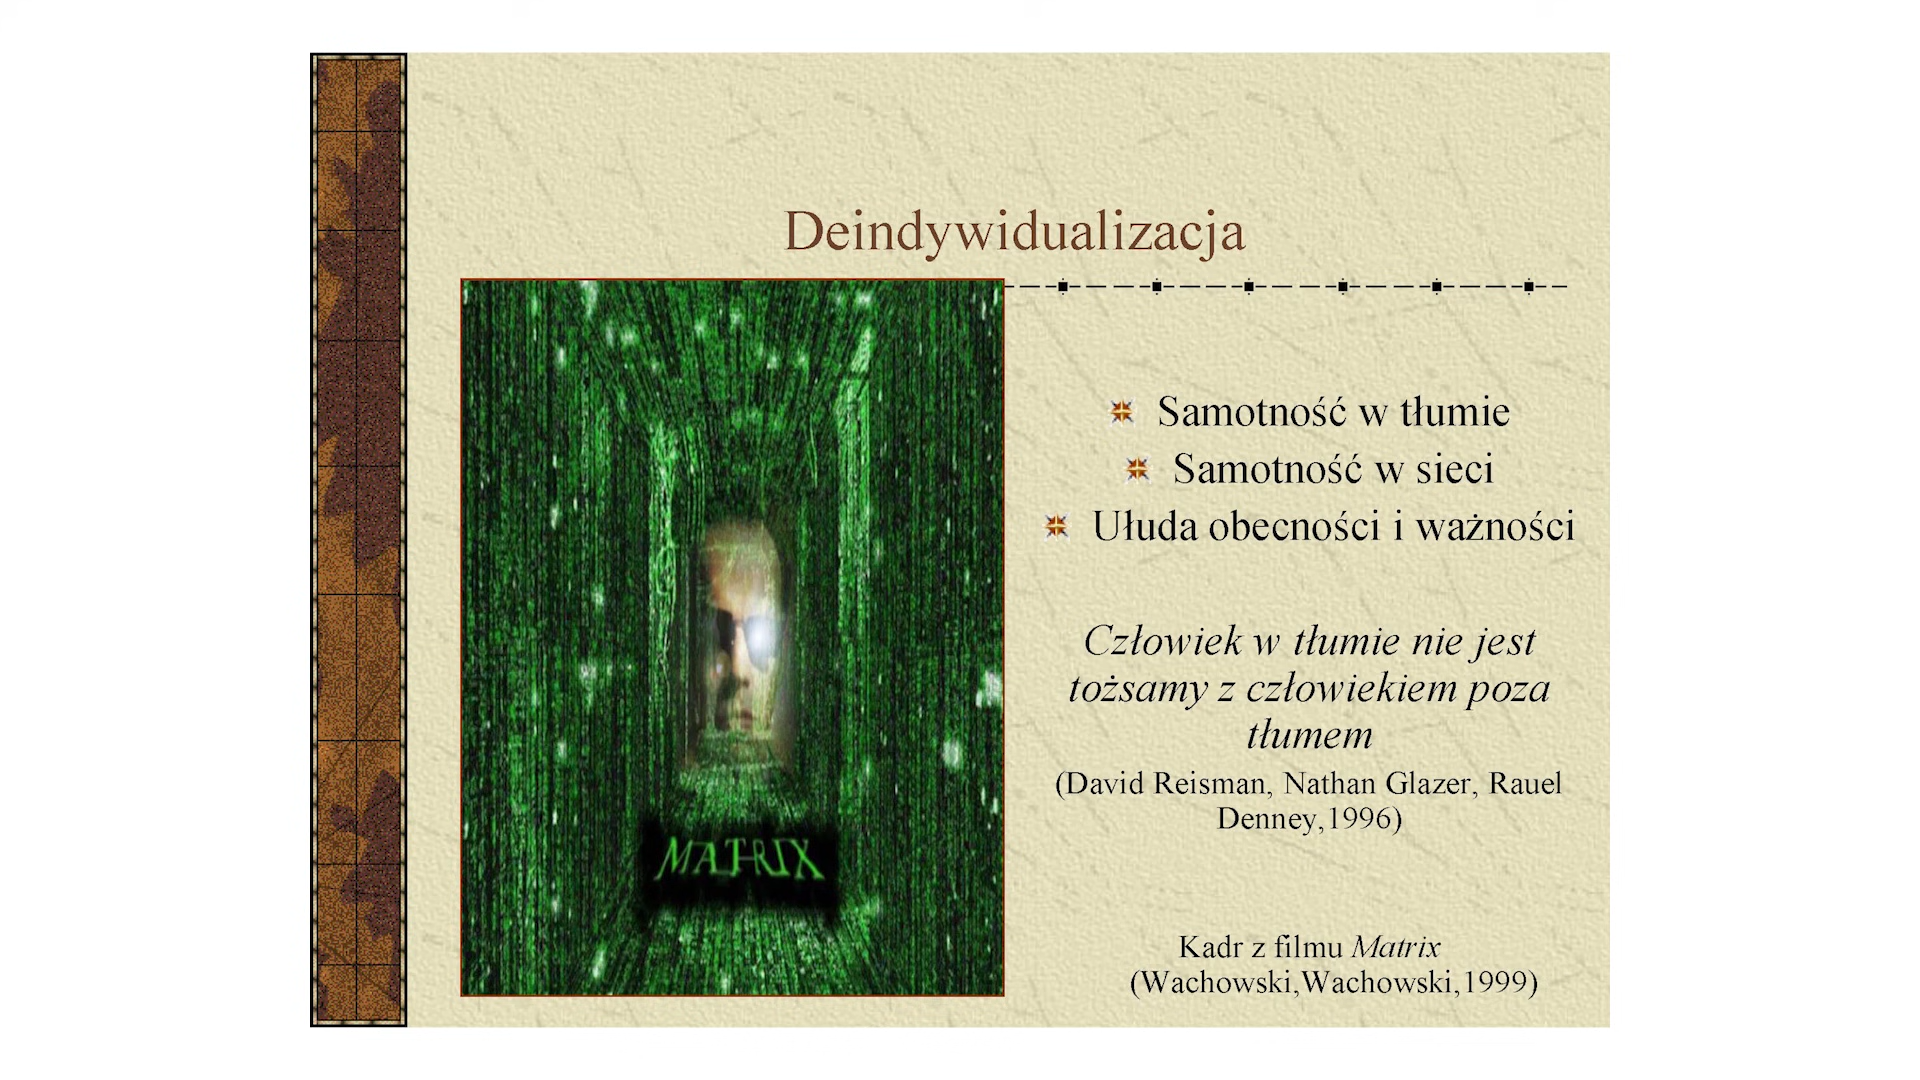 Deindywidualizacja
Samotność w tłumie
Samotność w sieci
Ułuda obecności i ważności
Człowiek w tłumie nie jest
tożsamy z człowiekiem poza
tłumem
(David Reisman, Nathan Glazer, Rauel
Denney,1996)
MATRIX
Kadr z filmu Matrix
(Wachowski,Wachowski,1999)